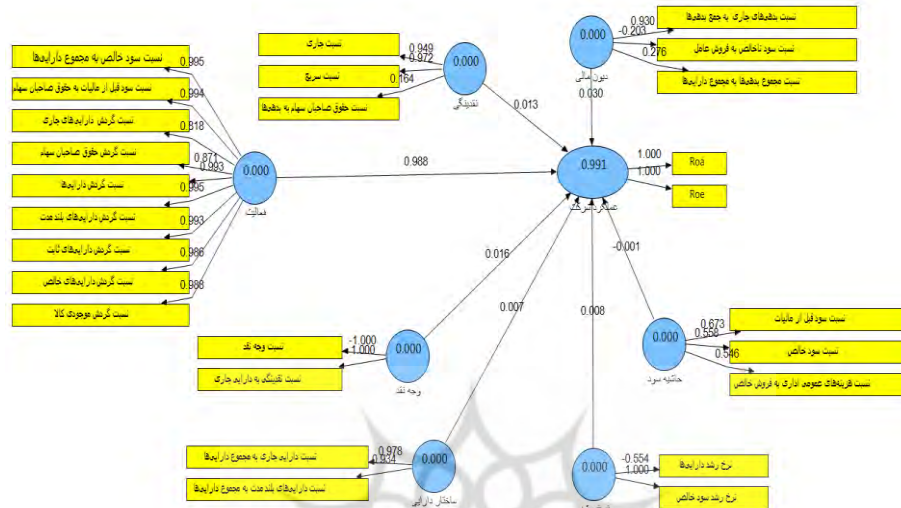 نسبت بدهی‌های جاری به جمع بدهی‌ها
0.930
-0.203
نسبت سود ناخالص به فروش عامل
0.276
نسبت مجموع بدهی‌ها به مجموع دارایی‌ها
0.000
دیون مالی
0.030
نسبت جاری
0.949
0.972
نسبت سریع
0.164
نسبت حقوق صاحبان سهام به بدهی‌ها
0.000
نقدینگی
0.013
نسبت سود خالص به مجموع دارایی‌ها
0.995
نسبت سود قبل از مالیات به حقوق صاحبان سهام
0.994
نسبت گردش دارایی‌های جاری
0.818
نسبت گردش حقوق صاحبان سهام
0.871
0.993
نسبت گردش دارایی‌ها
0.995
نسبت گردش دارایی‌های بلندمدت
0.993
نسبت گردش دارایی‌های ثابت
0.986
نسبت گردش دارایی‌های خالص
0.988
نسبت گردش موجودی کالا
0.000
فعالیت
0.988
0.991
عملکرد شرکت
1.000
Roa
1.000
Roe
0.016
0.007
0.008
-0.001
نسبت وجه نقد
-1.000
1.000
نسبت نقدینگی به دارایی جاری
0.000
وجه نقد
نسبت سود قبل از مالیات
0.673
0.558
نسبت سود خالص
0.546
نسبت هزینه‌های عمومی اداری به فروش خالص
0.000
حاشیه سود
نسبت دارایی جاری به مجموع دارایی‌ها
0.978
0.934
نسبت دارایی‌های بلندمدت به مجموع دارایی‌ها
0.000
ساختار دارایی
0.000
-0.554
نرخ رشد دارایی‌ها
1.000
نرخ رشد سود خالص